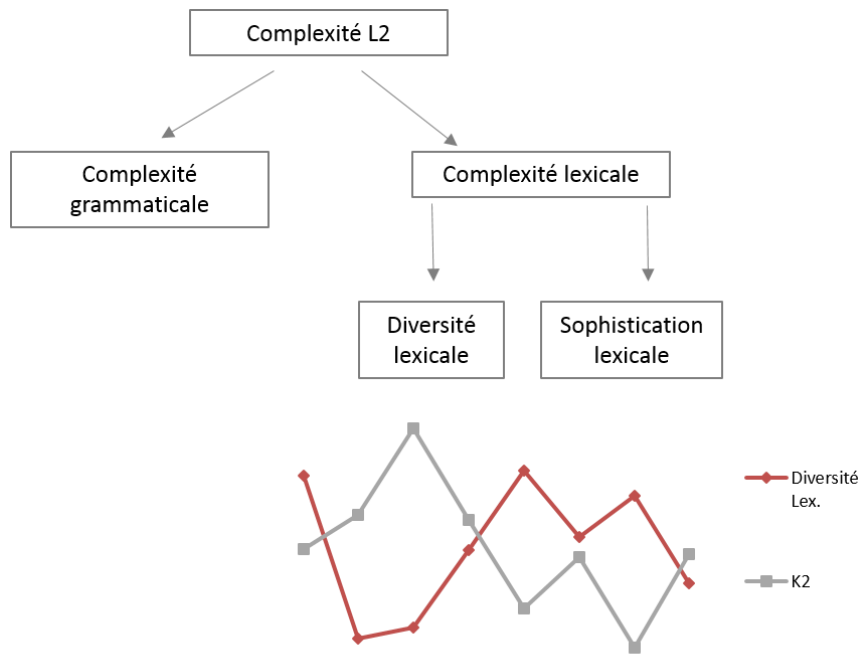 Complexité L2
Complexité
grammaticale
Complexité lexicale
Diversité
lexicale
Sophistication
lexicale
Diversité
Lex.
K2